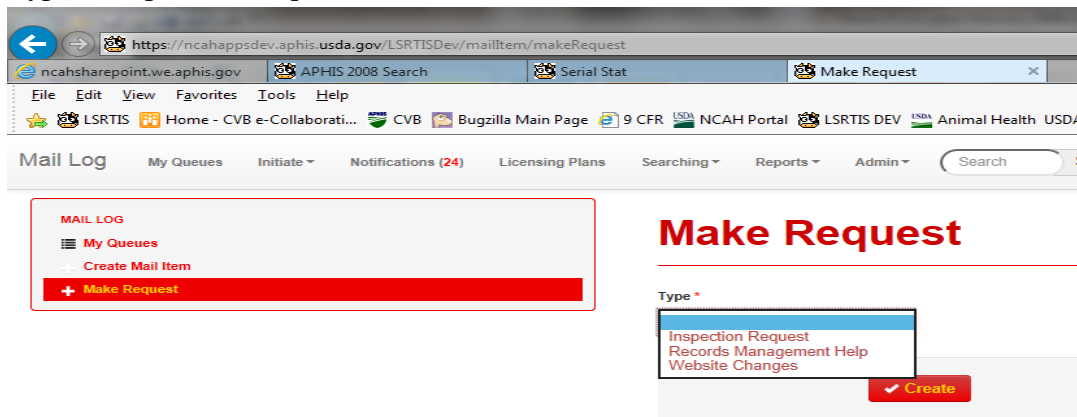 https://ncahappsdev.aphis.usda.gov/LSRTISDev/mailItem/makeRequest
ncahsharepoint.we.aphis.gov APHIS 2008 Search Serial Stat Make Request ×
File Edit View Favorites Tools Help
LSRTIS Home - CVB e-Collaborati... CVB Bugzilla Main Page 9 CFR NCAH Portal LSRTIS DEV Animal Health USDA
Mail Log My Queues Initiate Notifications (24) Licensing Plans Searching Reports Admin Search
MAIL LOG
My Queues
Create Mail Item
Make Request
Make Request
Type *
Inspection Request
Records Management Help
Website Changes
Create